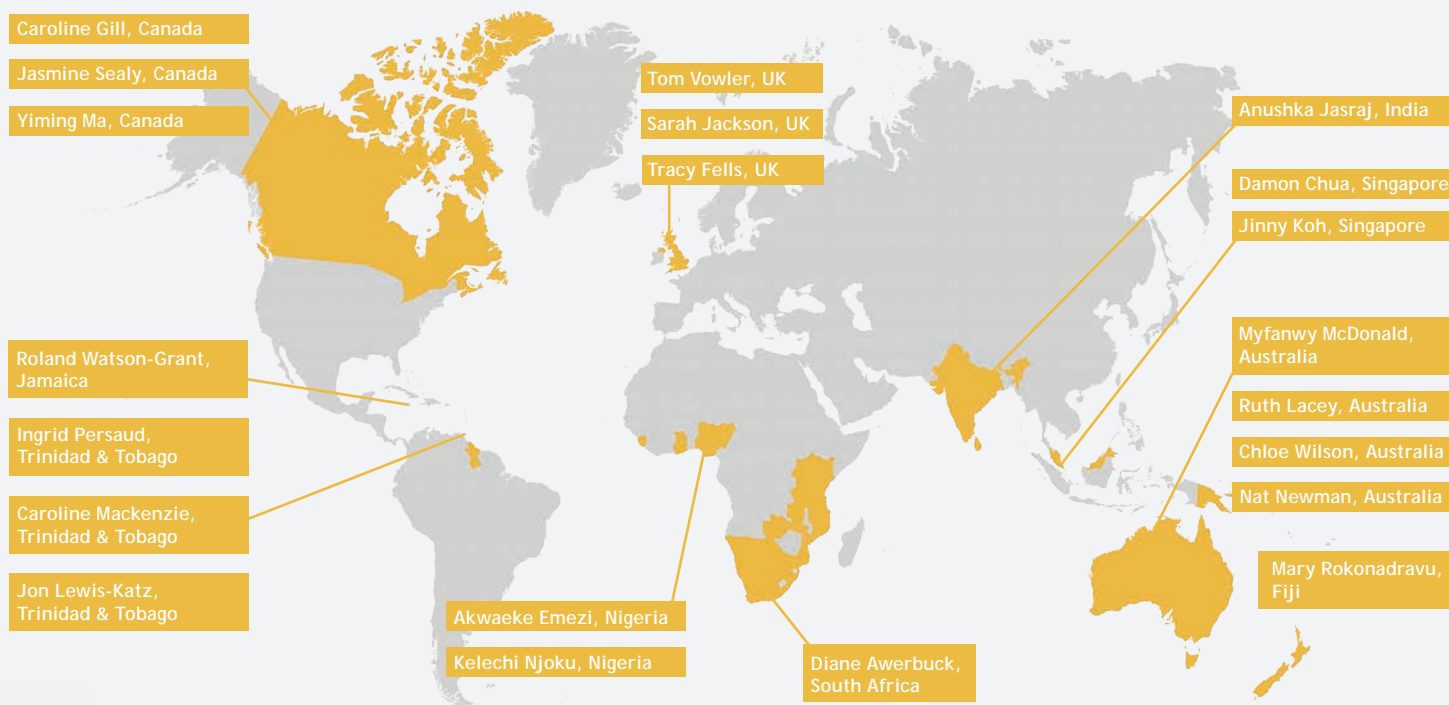 Caroline Gill, Canada
Jasmine Sealy, Canada
Yiming Ma, Canada
Tom Vowler, UK
Sarah Jackson, UK
Tracy Fells, UK
Anushka Jasraj, India
Damon Chua, Singapore
Jinny Koh, Singapore
Roland Watson-Grant,
Jamaica
Ingrid Persaud,
Trinidad & Tobago
Caroline Mackenzie,
Trinidad & Tobago
Jon Lewis-Katz,
Trinidad & Tobago
Akwaeke Emezi, Nigeria
Kelechi Njoku, Nigeria
Diane Awerbuck,
South Africa
Myfanwy McDonald,
Australia
Ruth Lacey, Australia
Chloe Wilson, Australia
Nat Newman, Australia
Mary Rokonadravu,
Fiji